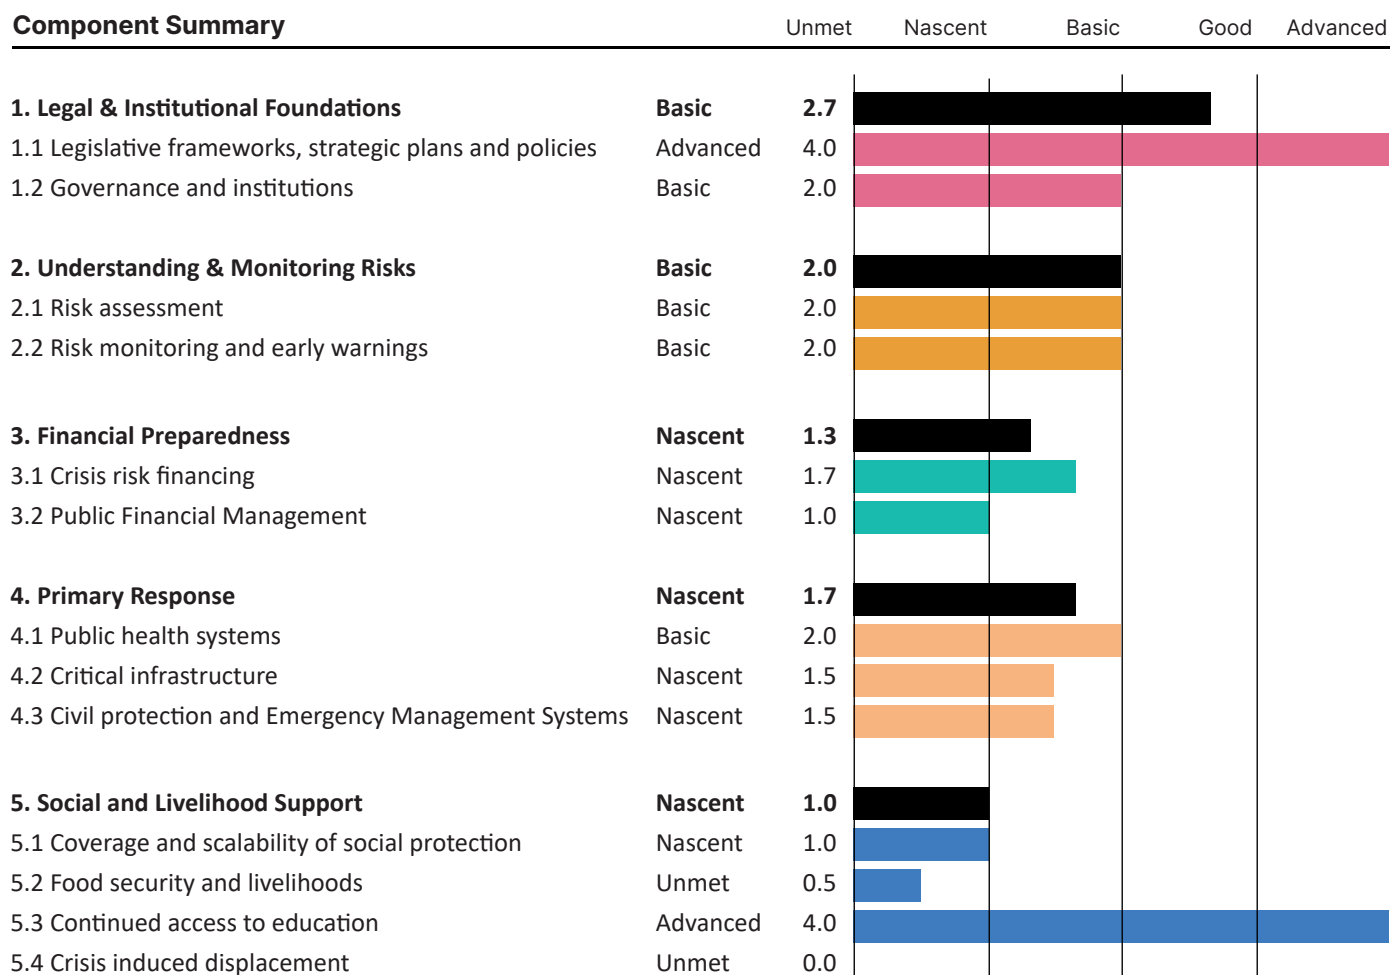 Component Summary Unmet Nascent Basic Good Advanced
1. Legal & Institutional Foundations Basic 2.7
1.1 Legislative frameworks, strategic plans and policies Advanced 4.0
1.2 Governance and institutions Basic 2.0
2. Understanding & Monitoring Risks Basic 2.0
2.1 Risk assessment Basic 2.0
2.2 Risk monitoring and early warnings Basic 2.0
3. Financial Preparedness Nascent 1.3
3.1 Crisis risk financing Nascent 1.7
3.2 Public Financial Management Nascent 1.0
4. Primary Response Nascent 1.7
4.1 Public health systems Basic 2.0
4.2 Critical infrastructure Nascent 1.5
4.3 Civil protection and Emergency Management Systems Nascent 1.5
5. Social and Livelihood Support Nascent 1.0
5.1 Coverage and scalability of social protection Nascent 1.0
5.2 Food security and livelihoods Unmet 0.5
5.3 Continued access to education Advanced 4.0
5.4 Crisis induced displacement Unmet 0.0